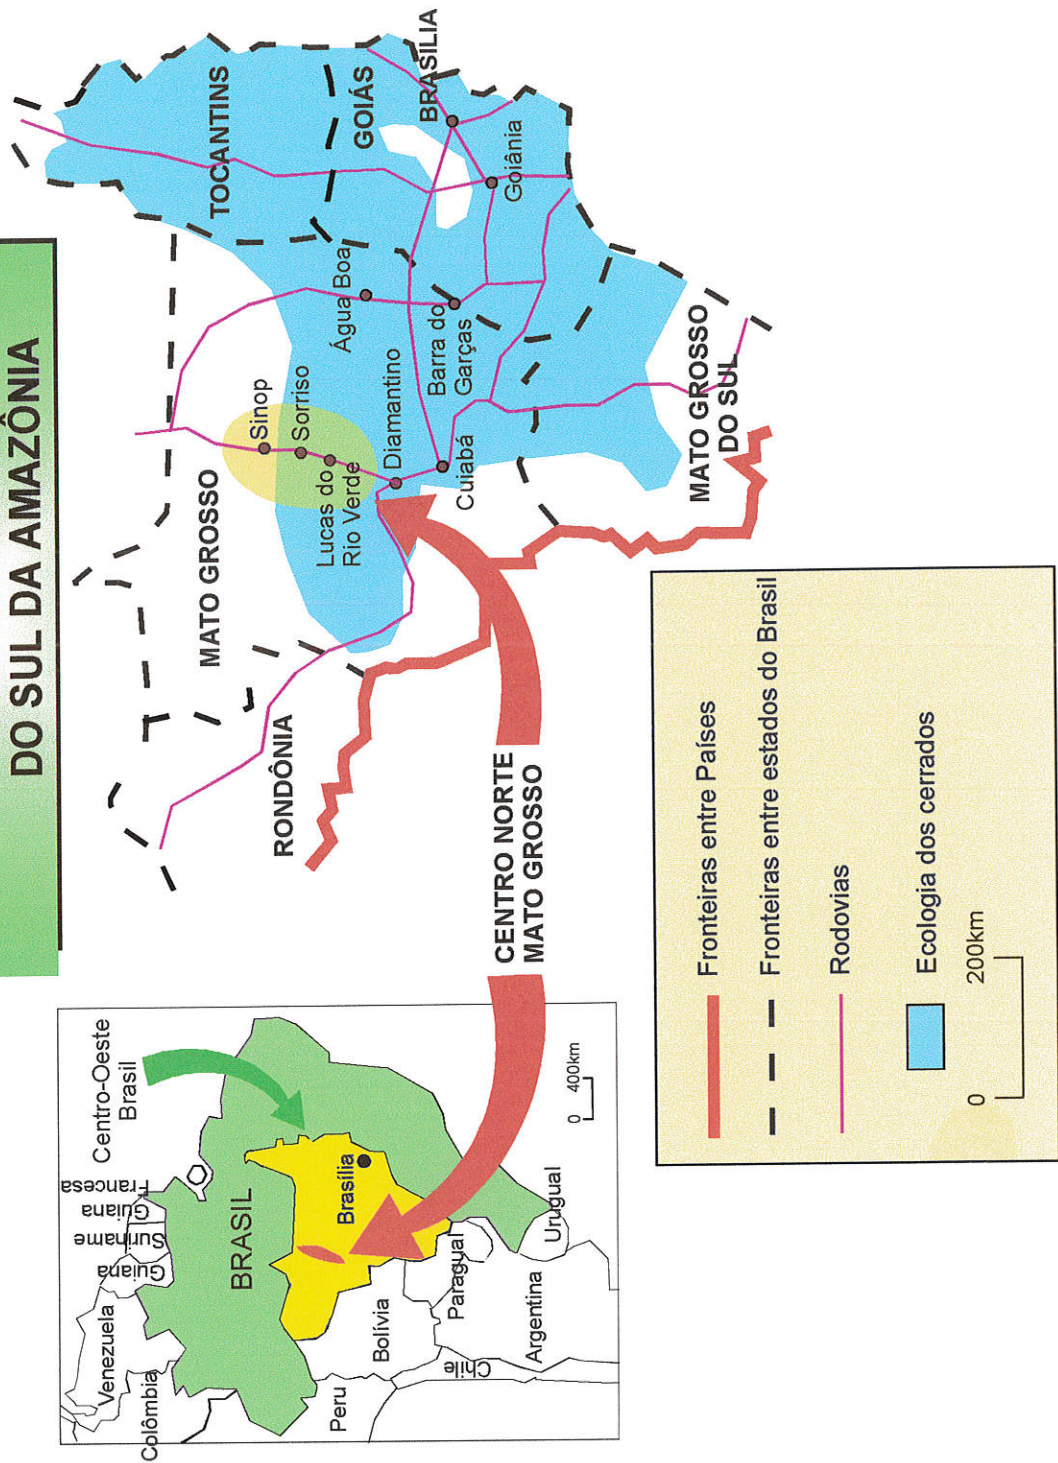 DO SUL DA AMAZÔNIA
Centro-Oeste
Brasil
Venezuela
Colômbia
Guiana
Suriname
Guiana
Francesa
BRASIL
Brasília
Peru
Bolívia
Paragual
Chile
Argentina
Urugual
0 400km
CENTRO NORTE
MATO GROSSO
RONDÔNIA
MATO GROSSO
TOCANTINS
GOIÁS
BRASÍLIA
Goiânia
Água Boa
Barra do
Garças
Sinop
Sorriso
Lucas do
Rio Verde
Diamantino
Cuiabá
MATO GROSSO
DO SUL
Fronteiras entre Países
Fronteiras entre estados do Brasil
Rodovias
Ecologia dos cerrados
0 200km